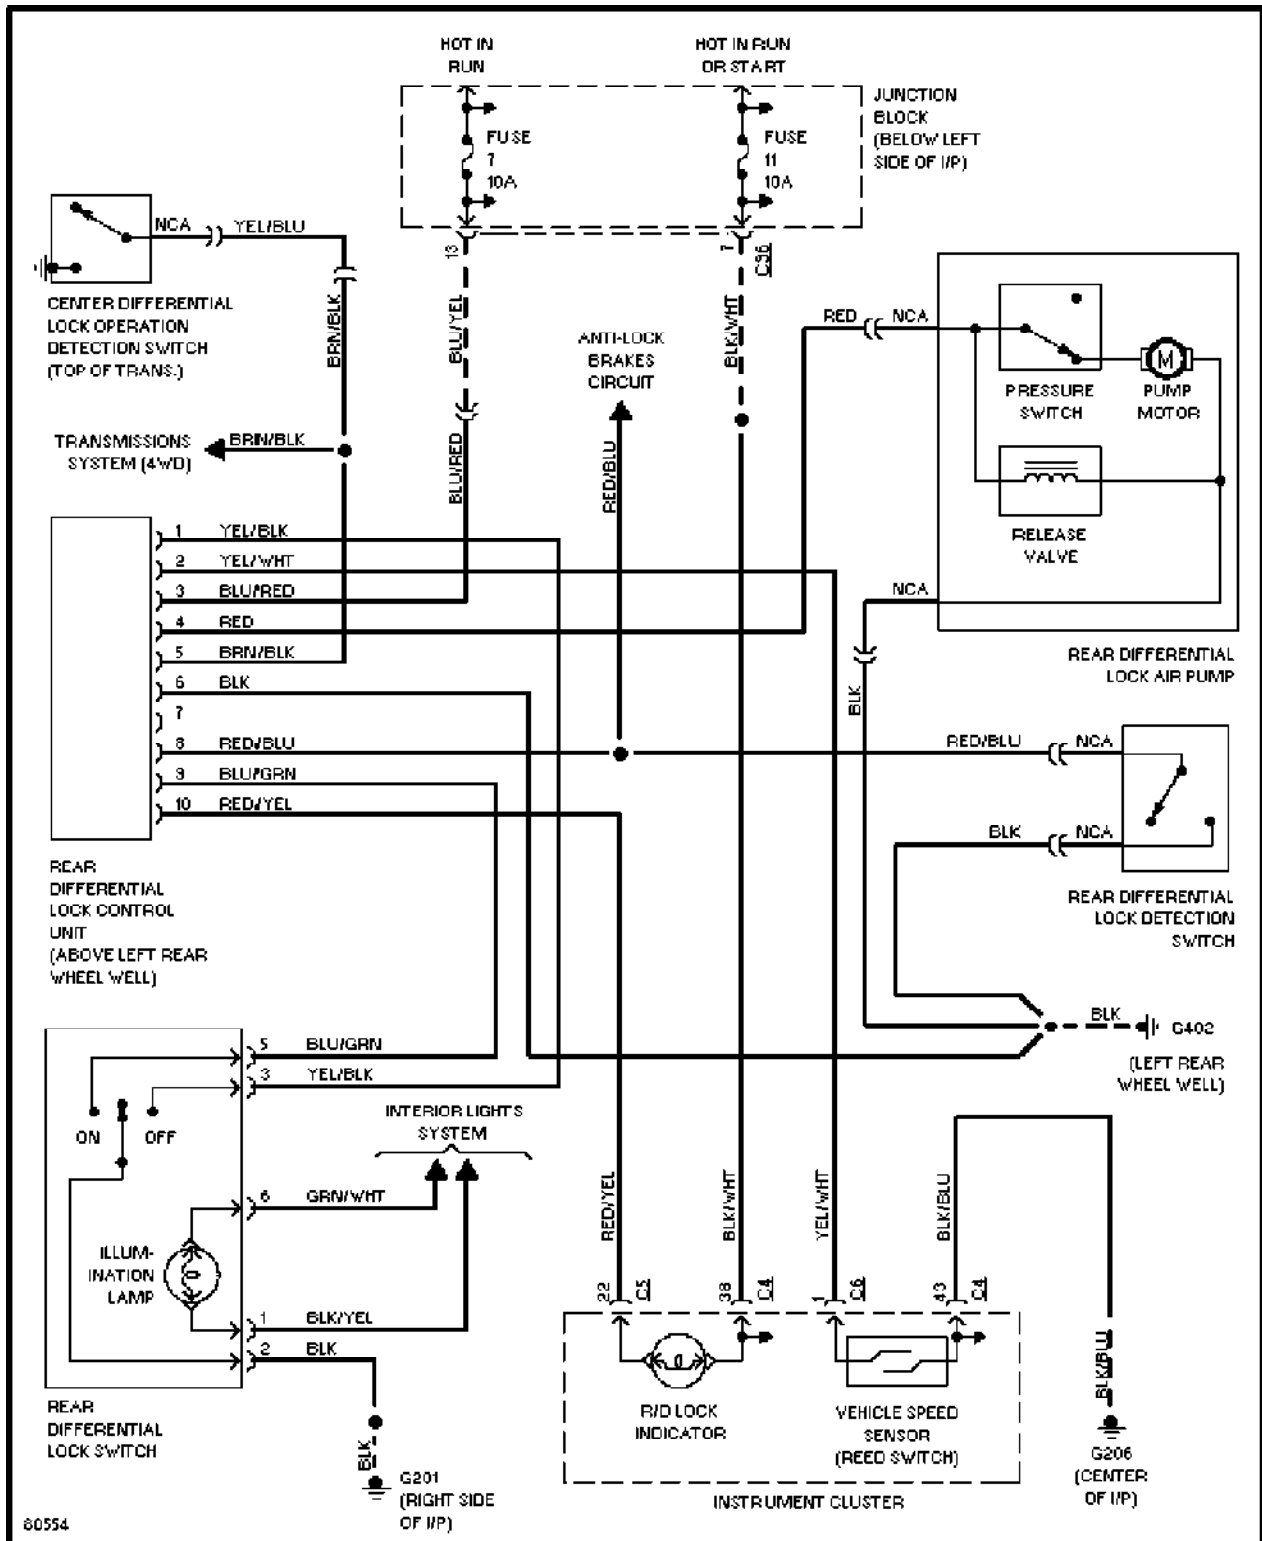 HOT IN
RUN
HOT IN RUN
OR START
JUNCTION
BLOCK
(BELOW LEFT
SIDE OF I/P)
FUSE
7
10A
FUSE
11
10A
13
7
C36
NCA
YEL/BLU
BRN/BLK
BLU/YEL
BLK/WHT
CENTER DIFFERENTIAL
LOCK OPERATION
DETECTION SWITCH
(TOP OF TRANS.)
ANTI-LOCK
BRAKES
CIRCUIT
RED
NCA
PRESSURE
SWITCH
M
PUMP
MOTOR
TRANSMISSIONS
SYSTEM (4WD)
BRN/BLK
BLU/RED
RED/BLU
RELEASE
VALVE
NCA
REAR DIFFERENTIAL
LOCK AIR PUMP
BLK
1 YEL/BLK
2 YEL/WHT
3 BLU/RED
4 RED
5 BRN/BLK
6 BLK
7
8 RED/BLU
9 BLU/GRN
10 RED/YEL
REAR
DIFFERENTIAL
LOCK CONTROL
UNIT
(ABOVE LEFT REAR
WHEEL WELL)
RED/BLU
NCA
BLK
NCA
REAR DIFFERENTIAL
LOCK DETECTION
SWITCH
BLK
G402
(LEFT REAR
WHEEL WELL)
5 BLU/GRN
3 YEL/BLK
ON
OFF
INTERIOR LIGHTS
SYSTEM
6 GRN/WHT
ILLUM-
INATION
LAMP
1 BLK/YEL
2 BLK
REAR
DIFFERENTIAL
LOCK SWITCH
BLK
G201
(RIGHT SIDE
OF I/P)
RED/YEL
BLK/WHT
YEL/WHT
BLK/BLU
22
C5
38
C4
1
C6
43
C4
R/D LOCK
INDICATOR
VEHICLE SPEED
SENSOR
(REED SWITCH)
INSTRUMENT CLUSTER
BLK/BLU
G206
(CENTER
OF I/P)
80554